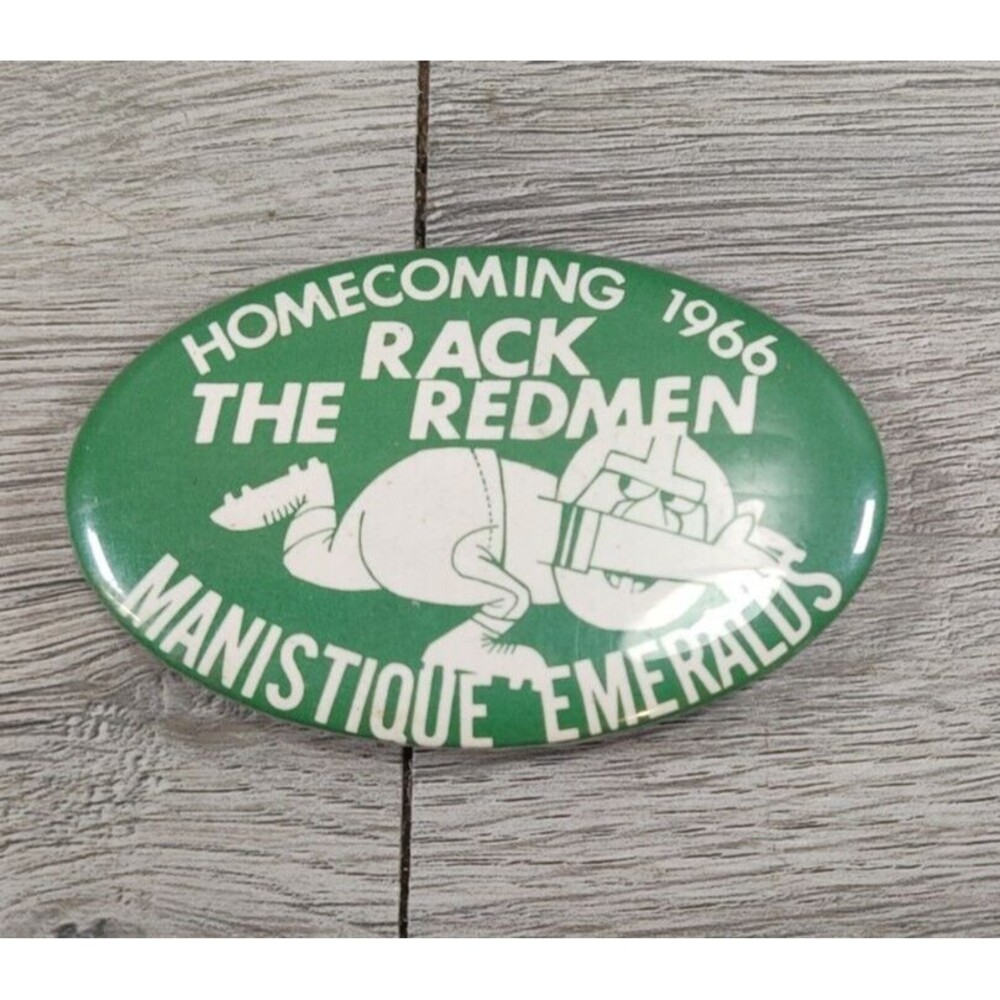 HOMECOMING 1966
RACK
THE REDMEN
MANISTIQUE EMERALDS